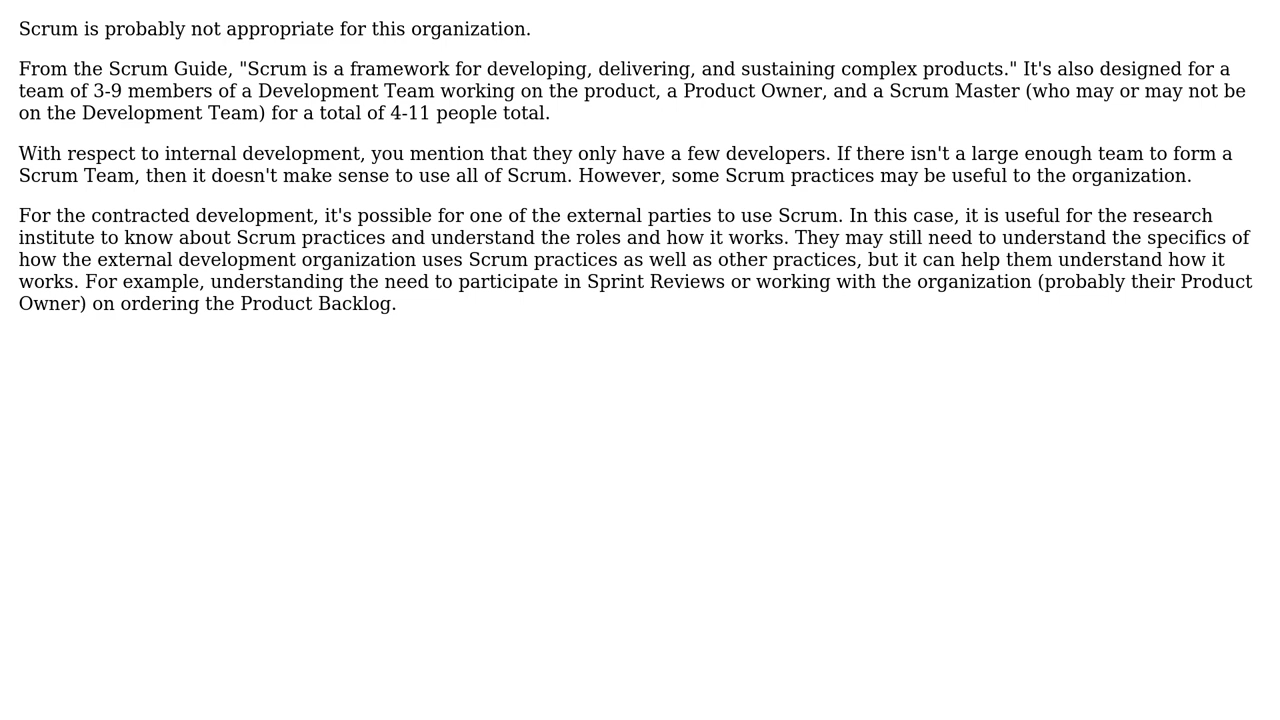 Scrum is probably not appropriate for this organization.
From the Scrum Guide, "Scrum is a framework for developing, delivering, and sustaining complex products." It's also designed for a
team of 3-9 members of a Development Team working on the product, a Product Owner, and a Scrum Master (who may or may not be
on the Development Team) for a total of 4-11 people total.
With respect to internal development, you mention that they only have a few developers. If there isn't a large enough team to form a
Scrum Team, then it doesn't make sense to use all of Scrum. However, some Scrum practices may be useful to the organization.
For the contracted development, it's possible for one of the external parties to use Scrum. In this case, it is useful for the research
institute to know about Scrum practices and understand the roles and how it works. They may still need to understand the specifics of
how the external development organization uses Scrum practices as well as other practices, but it can help them understand how it
works. For example, understanding the need to participate in Sprint Reviews or working with the organization (probably their Product
Owner) on ordering the Product Backlog.